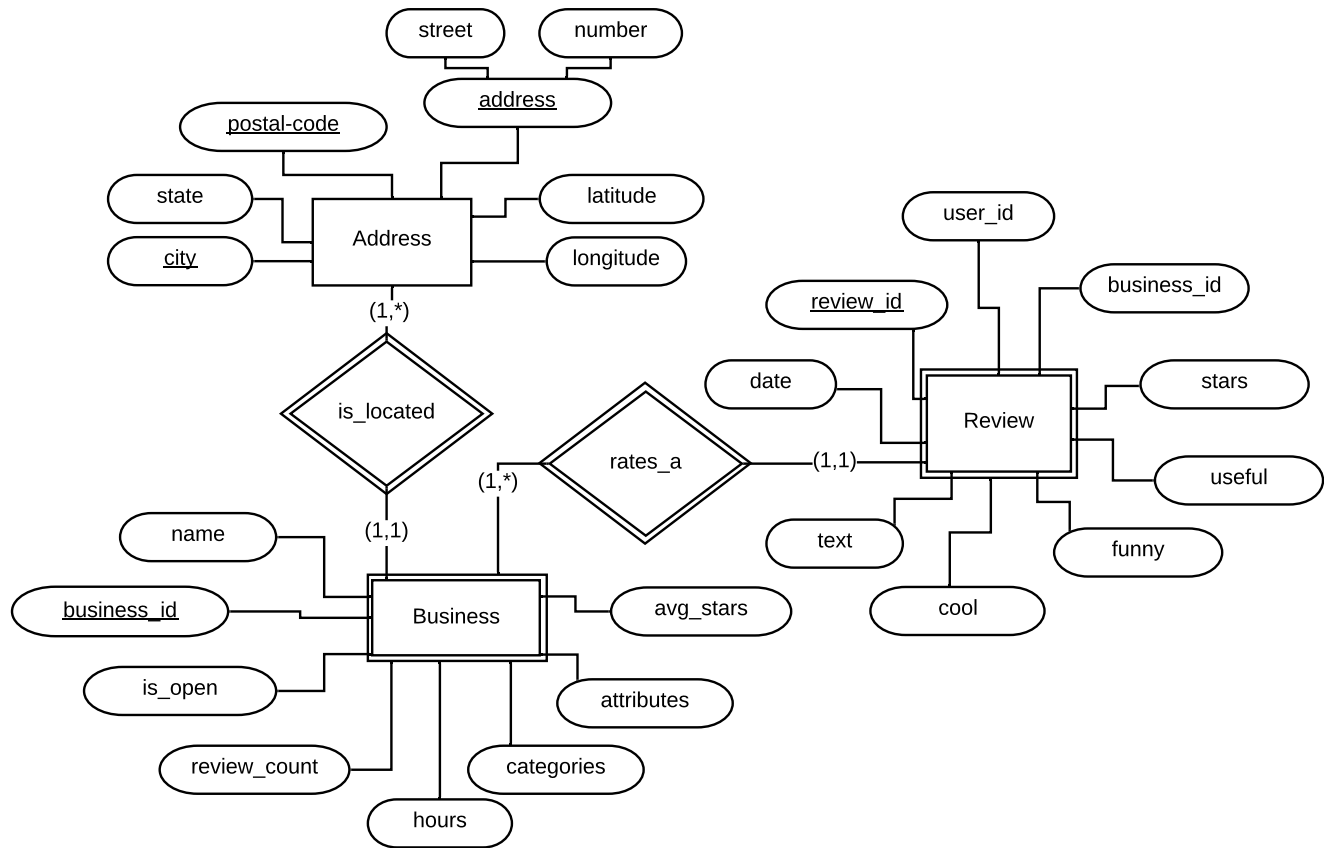 street
number
address
postal-code
state
latitude
Address
city
longitude
(1,*)
is_located
user_id
business_id
review_id
date
stars
Review
rates_a
(1,1)
(1,*)
useful
text
funny
cool
(1,1)
name
business_id
Business
avg_stars
is_open
attributes
review_count
categories
hours